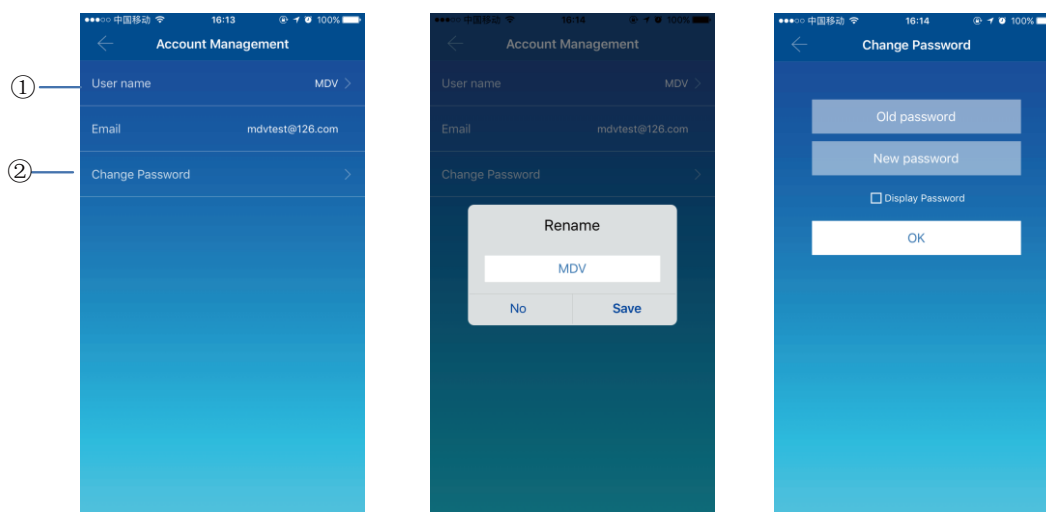 ●●●○○ 中国移动 16:13 100%
Account Management
① User name MDV >
Email mdvtest@126.com
② Change Password >
●●●○○ 中国移动 16:14 100%
Account Management
User name MDV >
Email mdvtest@126.com
Change Password >
Rename
MDV
No Save
●●●○○ 中国移动 16:14 100%
Change Password
Old password
New password
Display Password
OK